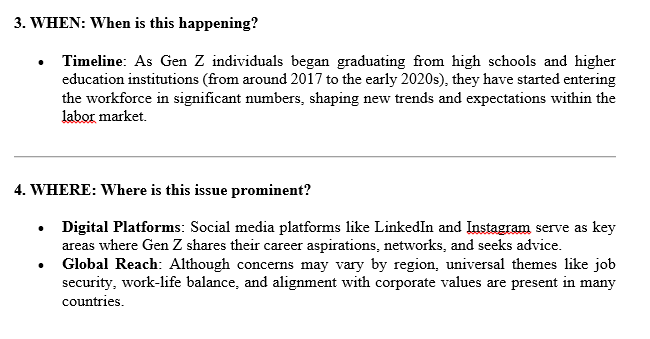 3. WHEN: When is this happening?
• Timeline: As Gen Z individuals began graduating from high schools and higher
education institutions (from around 2017 to the early 2020s), they have started entering
the workforce in significant numbers, shaping new trends and expectations within the
labor market.
4. WHERE: Where is this issue prominent?
• Digital Platforms: Social media platforms like LinkedIn and Instagram serve as key
areas where Gen Z shares their career aspirations, networks, and seeks advice.
• Global Reach: Although concerns may vary by region, universal themes like job
security, work-life balance, and alignment with corporate values are present in many
countries.